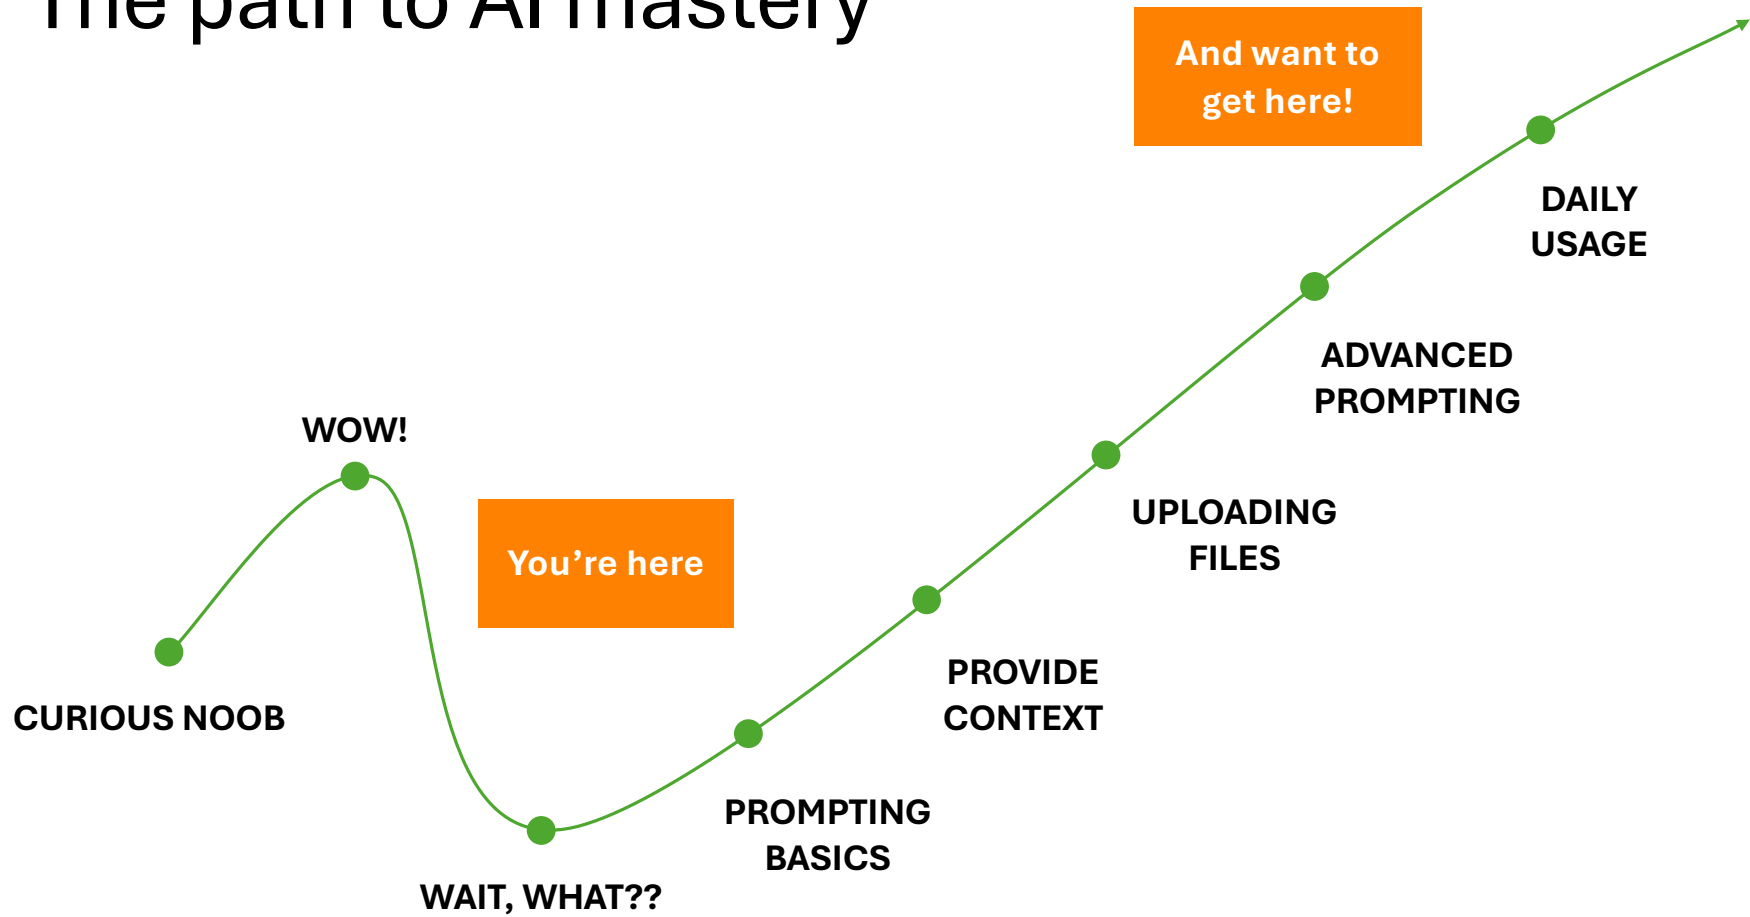 The path to AI mastery
And want to
get here!
DAILY
USAGE
ADVANCED
PROMPTING
WOW!
UPLOADING
FILES
You’re here
PROVIDE
CONTEXT
CURIOUS NOOB
PROMPTING
BASICS
WAIT, WHAT??